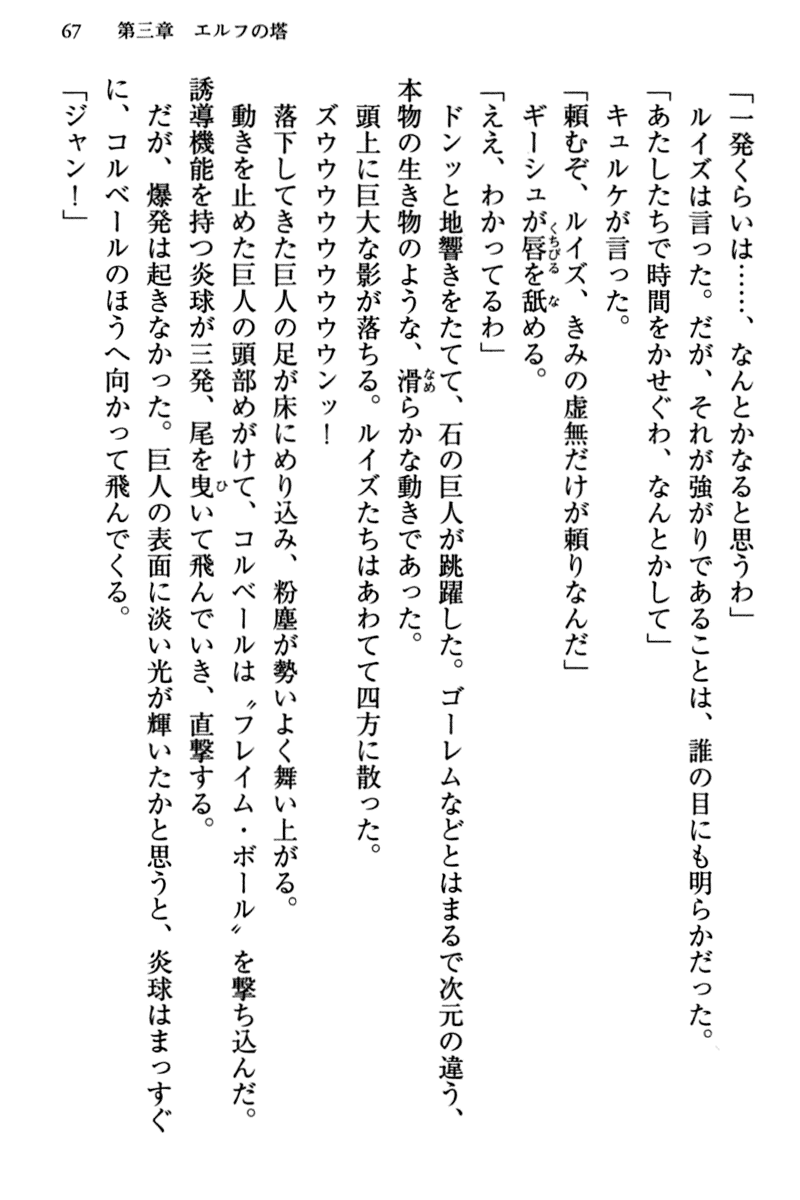 67　第三章　エルフの塔
「一発くらいは……、なんとかなると思うわ」
　ルイズは言った。だが、それが強がりであることは、誰の目にも明らかだった。
「あたしたちで時間をかせぐわ、なんとかして」
　キュルケが言った。
「頼むぞ、ルイズ、きみの虚無だけが頼りなんだ」
　ギーシュが唇を舐める。
「ええ、わかってるわ」
　ドンッと地響きをたてて、石の巨人が跳躍した。ゴーレムなどとはまるで次元の違う、
本物の生き物のような、滑らかな動きであった。
　頭上に巨大な影が落ちる。ルイズたちはあわてて四方に散った。
　ズウウウウウウウウウンッ！
　落下してきた巨人の足が床にめり込み、粉塵が勢いよく舞い上がる。
　動きを止めた巨人の頭部めがけて、コルベールは〝フレイム・ボール〟を撃ち込んだ。
誘導機能を持つ炎球が三発、尾を曳いて飛んでいき、直撃する。
　だが、爆発は起きなかった。巨人の表面に淡い光が輝いたかと思うと、炎球はまっすぐ
に、コルベールのほうへ向かって飛んでくる。
「ジャン！」